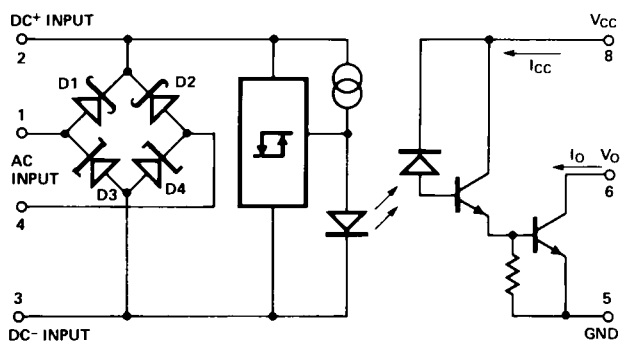 DC+ INPUT
2
D1
D2
1
AC
INPUT
D3
D4
4
3
DC- INPUT
VCC
8
ICC
IO
VO
6
5
GND